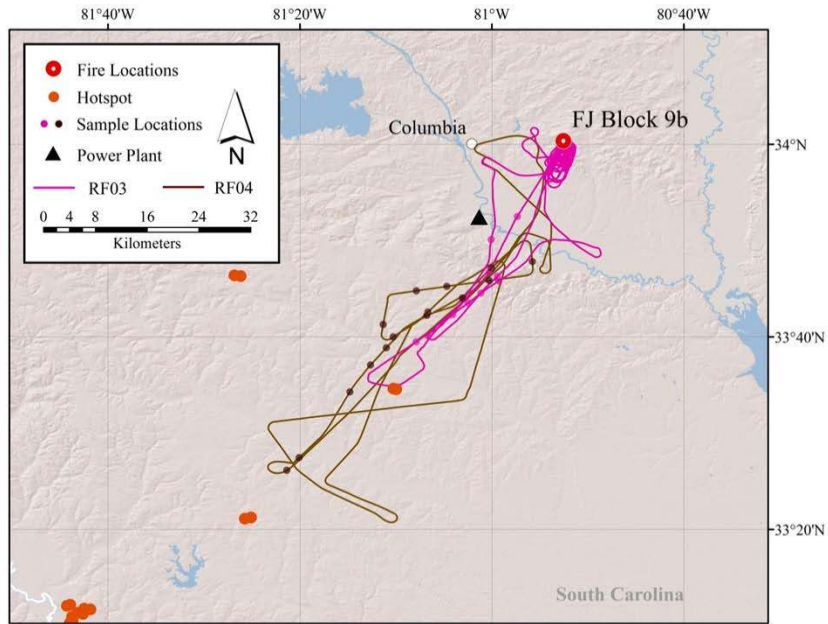 81°40'W 81°20'W 81°W 80°40'W
Fire Locations
Hotspot
Sample Locations
Power Plant
N
RF03 RF04
0 4 8 16 24 32
Kilometers
Columbia
FJ Block 9b
34°N
33°40'N
33°20'N
South Carolina